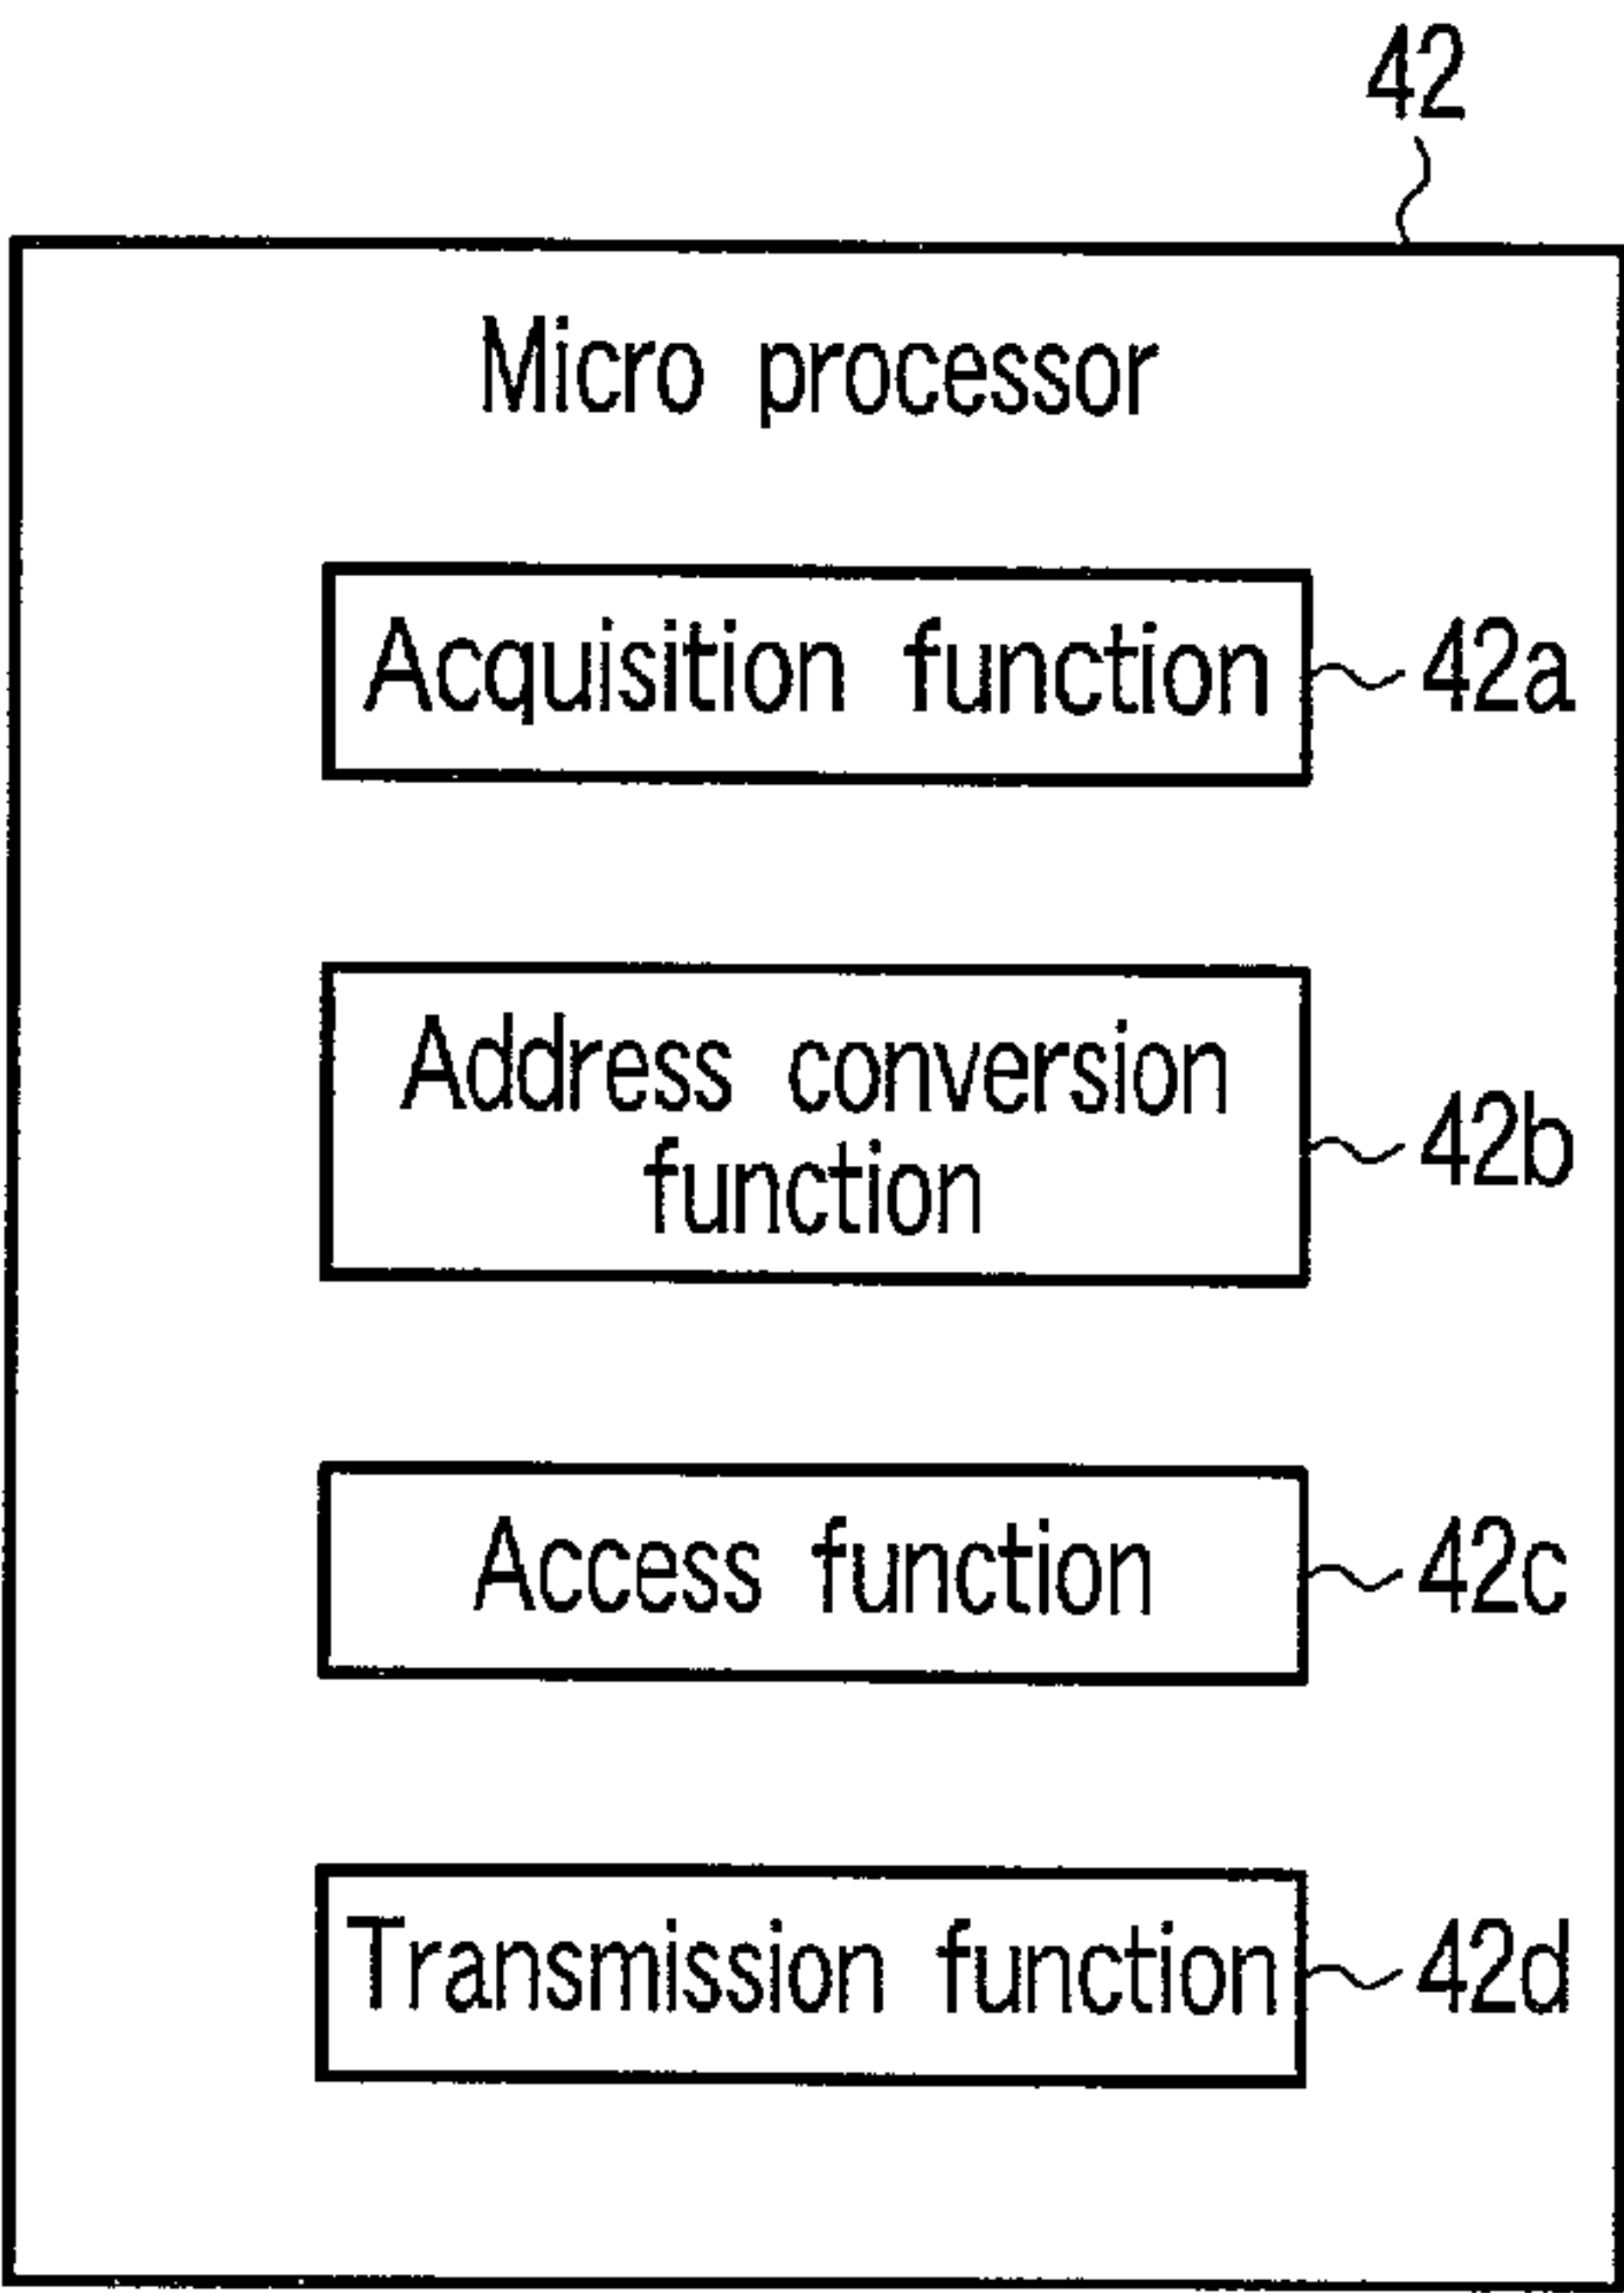 42
Micro processor
Acquisition function
42a
Address conversion
function
42b
Access function
42c
Transmission function
42d